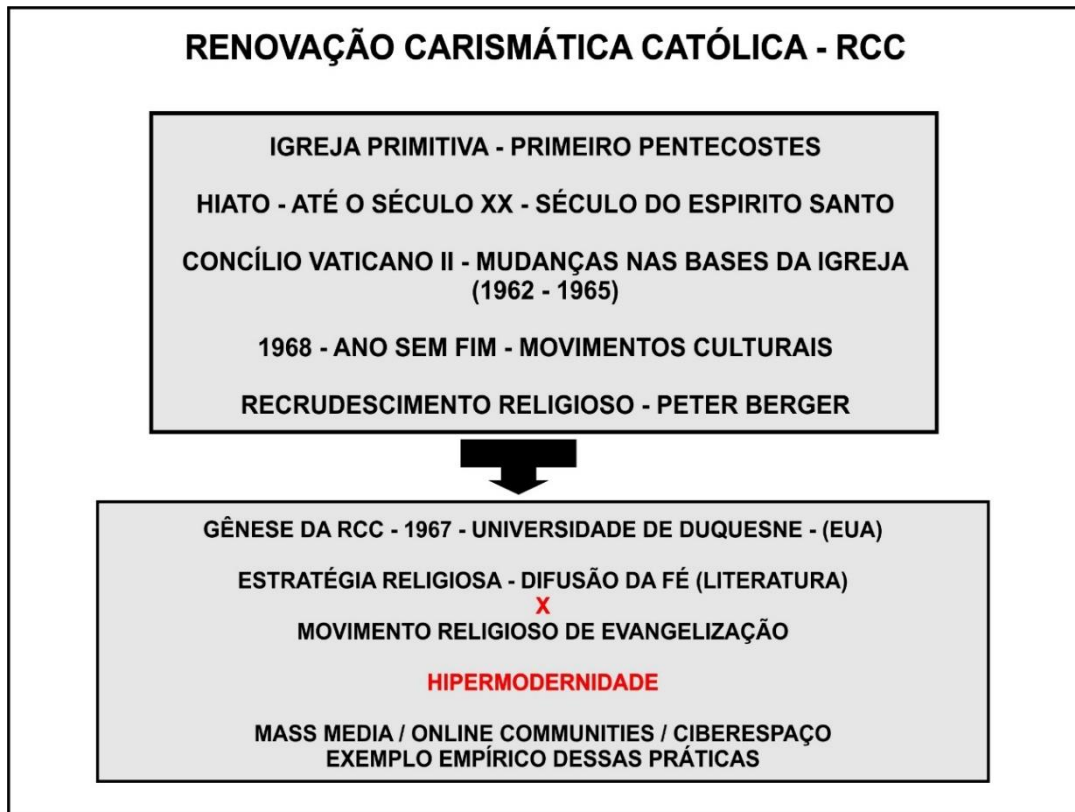 RENOVAÇÃO CARISMÁTICA CATÓLICA - RCC
IGREJA PRIMITIVA - PRIMEIRO PENTECOSTES
HIATO - ATÉ O SÉCULO XX - SÉCULO DO ESPIRITO SANTO
CONCÍLIO VATICANO II - MUDANÇAS NAS BASES DA IGREJA
(1962 - 1965)
1968 - ANO SEM FIM - MOVIMENTOS CULTURAIS
RECRUDESCIMENTO RELIGIOSO - PETER BERGER
GÊNESE DA RCC - 1967 - UNIVERSIDADE DE DUQUESNE - (EUA)
ESTRATÉGIA RELIGIOSA - DIFUSÃO DA FÉ (LITERATURA)
X
MOVIMENTO RELIGIOSO DE EVANGELIZAÇÃO
HIPERMODERNIDADE
MASS MEDIA / ONLINE COMMUNITIES / CIBERESPAÇO
EXEMPLO EMPÍRICO DESSAS PRÁTICAS